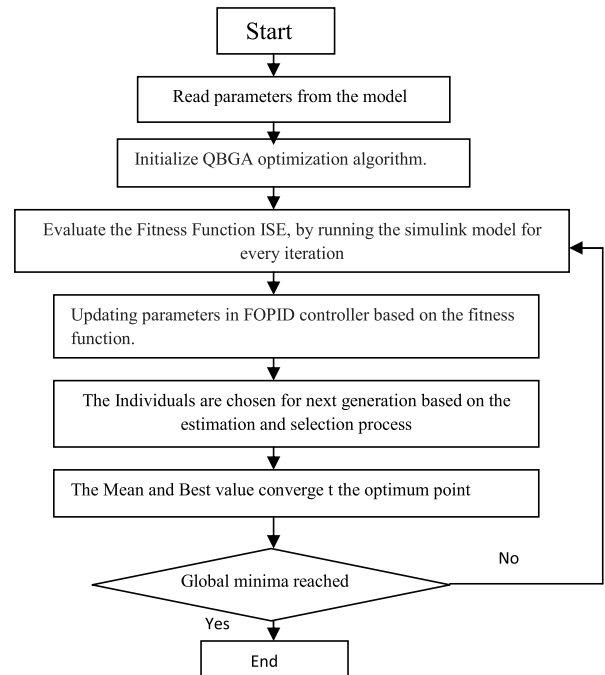 Start
Read parameters from the model
Initialize QBGA optimization algorithm.
Evaluate the Fitness Function ISE, by running the simulink model for
every iteration
Updating parameters in FOPID controller based on the fitness
function.
The Individuals are chosen for next generation based on the
estimation and selection process
The Mean and Best value converge t the optimum point
Global minima reached
No
Yes
End